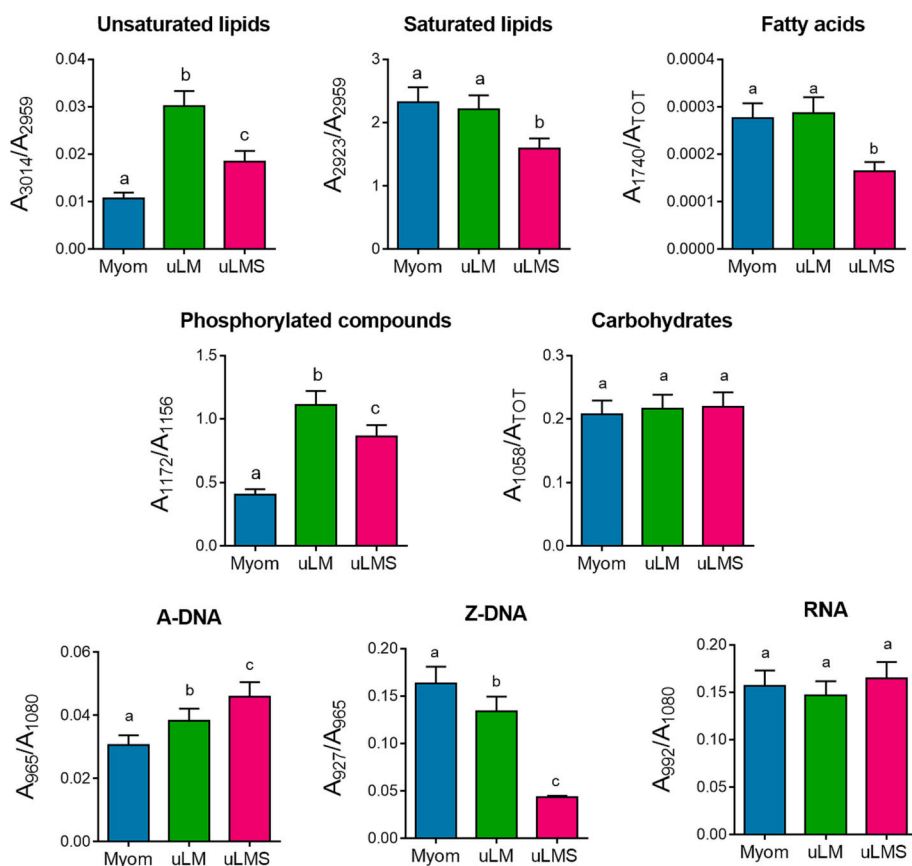 Unsaturated lipids
A3014/A2959
0.04
0.03
0.02
0.01
0.00
a
b
c
Myom uLM uLMS
Saturated lipids
A2923/A2959
3
2
1
0
a
a
b
Myom uLM uLMS
Fatty acids
A1740/ATOT
0.0004
0.0003
0.0002
0.0001
0.0000
a
a
b
Myom uLM uLMS
Phosphorylated compounds
A1172/A1156
1.5
1.0
0.5
0.0
a
b
c
Myom uLM uLMS
Carbohydrates
A1058/ATOT
0.3
0.2
0.1
0.0
a
a
a
Myom uLM uLMS
A-DNA
A965/A1080
0.06
0.04
0.02
0.00
a
b
c
Myom uLM uLMS
Z-DNA
A927/A965
0.20
0.15
0.10
0.05
0.00
a
b
c
Myom uLM uLMS
RNA
A992/A1080
0.20
0.15
0.10
0.05
0.00
a
a
a
Myom uLM uLMS